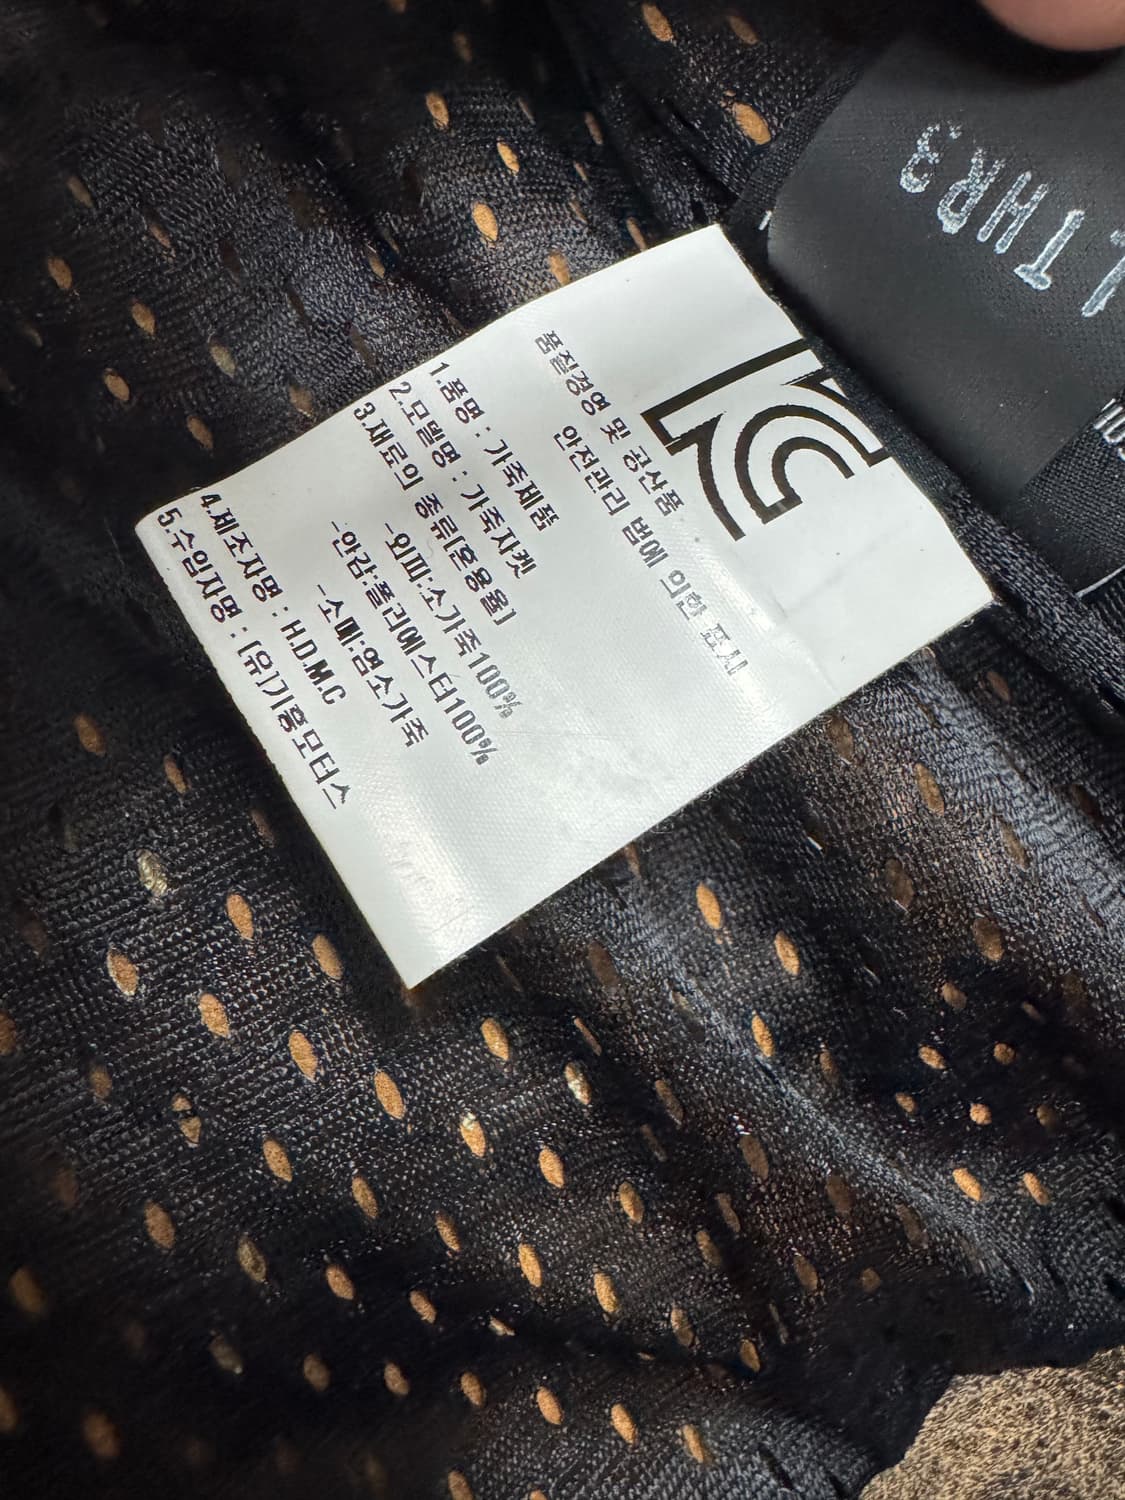 KC
품질경영 및 공산품
안전관리 법에 의한 표시
1.품명 : 가죽제품
2.모델명 : 가죽자켓
3.재료의 종류[혼용율]
-외피:소가죽100%
-안감:폴리에스터100%
-소매:염소가죽
4.제조자명 : H.D.M.C
5.수입자명 : [유]기흥모터스
THR3